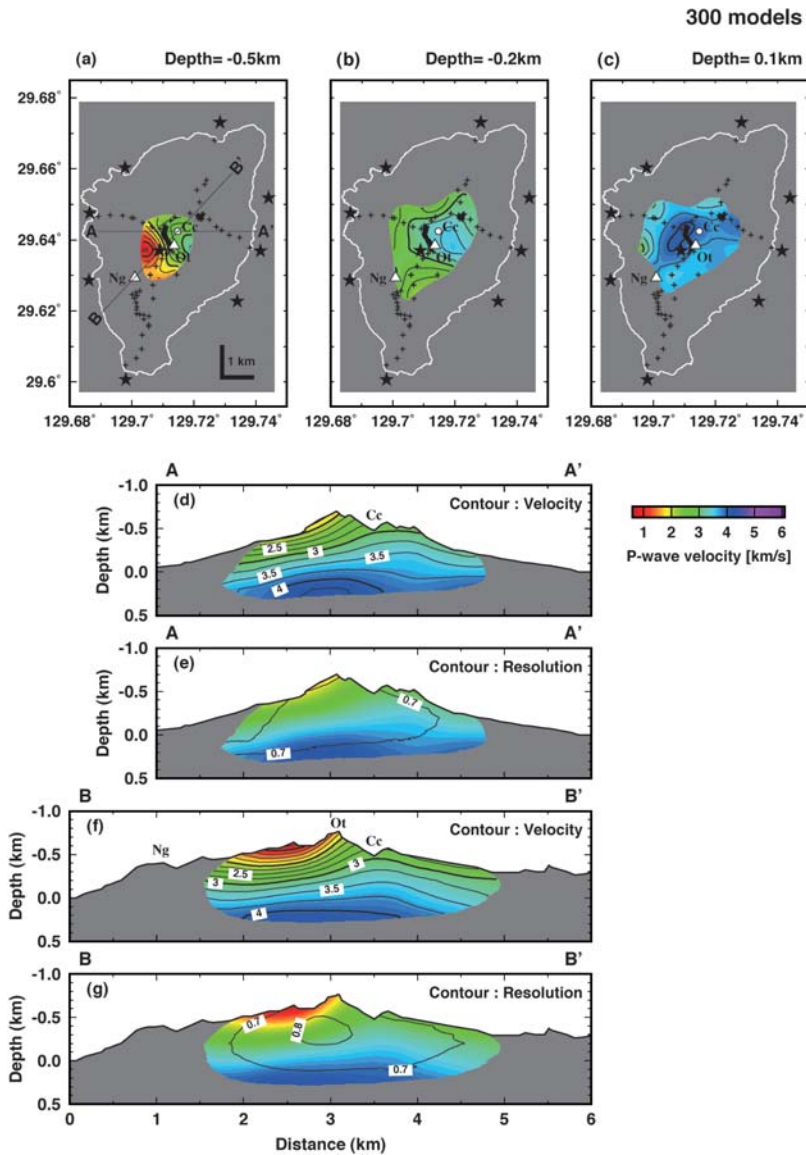 300 models
(a) Depth= -0.5km
(b) Depth= -0.2km
(c) Depth= 0.1km
29.68˚
29.66˚
29.64˚
29.62˚
29.6˚
B'
A
A'
Cc
Ot
Ng
B
1 km
Cc
Ot
Ng
Cc
Ot
Ng
129.68˚ 129.7˚ 129.72˚ 129.74˚
129.68˚ 129.7˚ 129.72˚ 129.74˚
129.68˚ 129.7˚ 129.72˚ 129.74˚
A A'
(d) Contour : Velocity
Cc
2.5 3 3.5
3.5
4
Depth (km)
-1.0
-0.5
0.0
0.5
1 2 3 4 5 6
P-wave velocity [km/s]
A A'
(e) Contour : Resolution
0.7
0.7
Depth (km)
-1.0
-0.5
0.0
0.5
B B'
(f) Contour : Velocity
Ot
Ng
Cc
3
2.5
3
3.5
4
Depth (km)
-1.0
-0.5
0.0
0.5
B B'
(g) Contour : Resolution
0.7
0.8
0.7
Depth (km)
-1.0
-0.5
0.0
0.5
0 1 2 3 4 5 6
Distance (km)